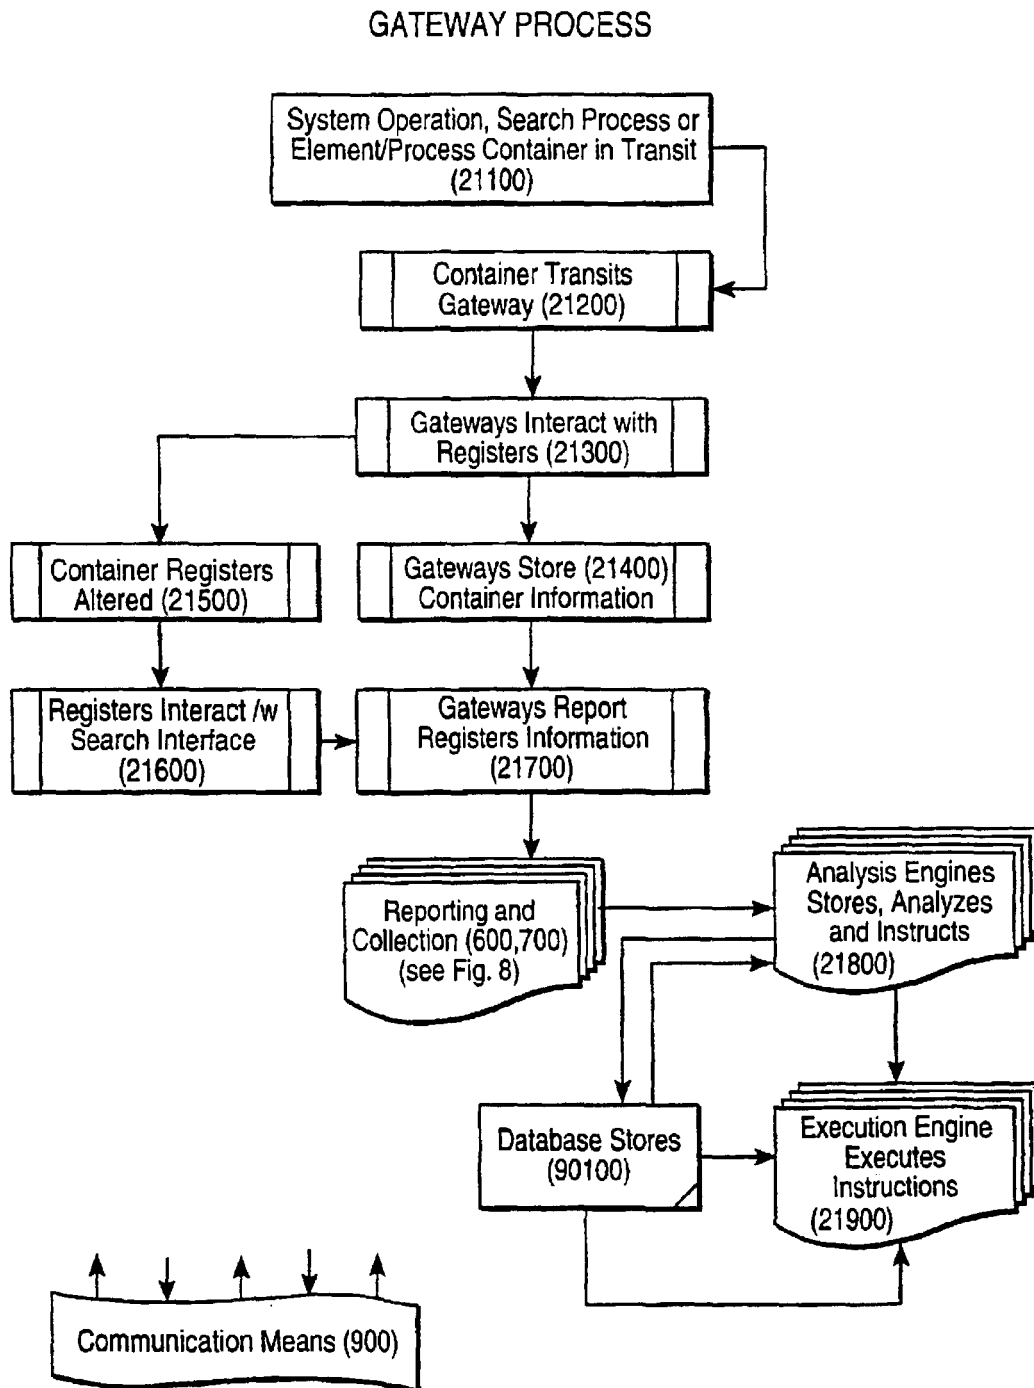 GATEWAY PROCESS
System Operation, Search Process or
Element/Process Container in Transit
(21100)
Container Transits
Gateway (21200)
Gateways Interact with
Registers (21300)
Container Registers
Altered (21500)
Gateways Store (21400)
Container Information
Registers Interact /w
Search Interface
(21600)
Gateways Report
Registers Information
(21700)
Reporting and
Collection (600,700)
(see Fig. 8)
Analysis Engines
Stores, Analyzes
and Instructs
(21800)
Database Stores
(90100)
Execution Engine
Executes
Instructions
(21900)
Communication Means (900)